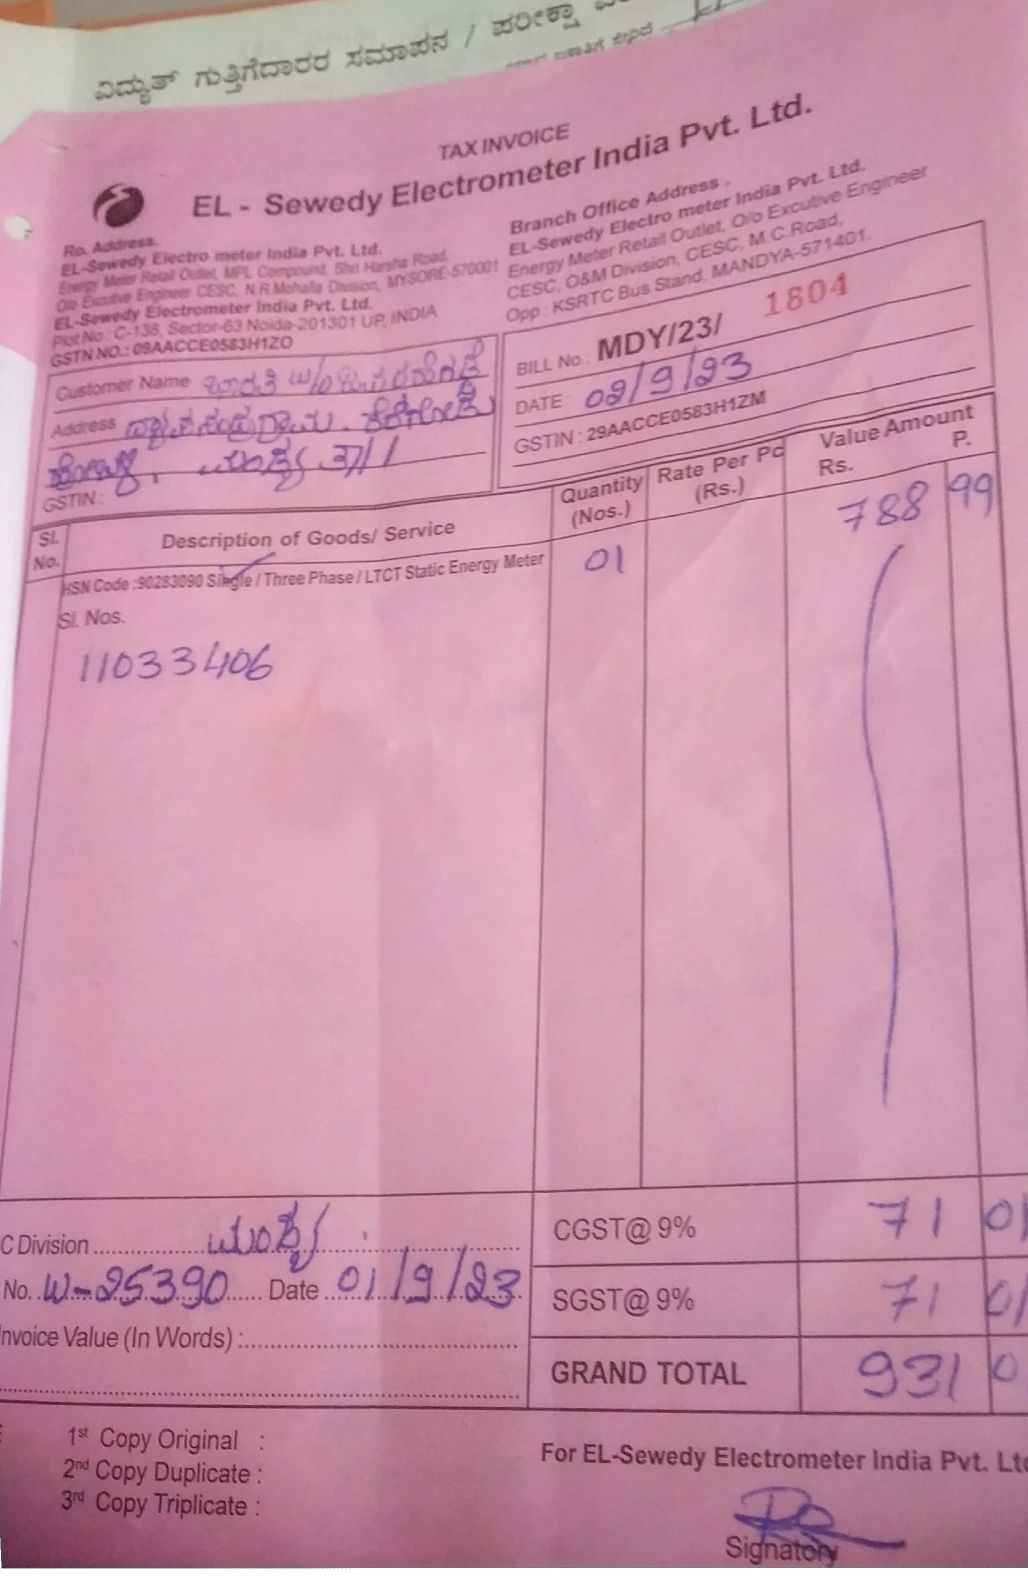 ವಿದ್ಯುತ್ ಗುತ್ತಿಗೆದಾರರ ಸಮಾಪನ / ಪರೀಕ್ಷಾ
TAX INVOICE
EL - Sewedy Electrometer India Pvt. Ltd.
Ro. Address.
EL-Sewedy Electro meter India Pvt. Ltd.
Energy Meter Retail Outlet, MPL Compound, Shri Harsha Road,
O/o Excutive Engineer CESC, N.R.Mohalla Division, MYSORE-570001
EL-Sewedy Electrometer India Pvt. Ltd.
Plot No : C-138, Sector-63 Noida-201301 UP, INDIA
GSTN NO.: 09AACCE0583H1ZO
Branch Office Address .
EL-Sewedy Electro meter India Pvt. Ltd.
Energy Meter Retail Outlet, O/o Excutive Engineer
CESC, O&M Division, CESC, M.C.Road,
Opp : KSRTC Bus Stand, MANDYA-571401.
Customer Name
Address
GSTIN :
BILL No.: MDY/23/ 1804
DATE : 02/9/23
GSTIN : 29AACCE0583H1ZM
Sl. No. Description of Goods/ Service Quantity (Nos.) Rate Per Pc (Rs.) Value Amount Rs. P.
HSN Code :90283090 Single / Three Phase / LTCT Static Energy Meter 01 788 99
Sl. Nos.
11033406
C Division ಮಂಡ್ಯ
No. W-25390 Date 01/9/23
Invoice Value (In Words) :
CGST@ 9% 71 01
SGST@ 9% 71 01
GRAND TOTAL 931 0
1st Copy Original :
2nd Copy Duplicate :
3rd Copy Triplicate :
For EL-Sewedy Electrometer India Pvt. Ltd
Signatory